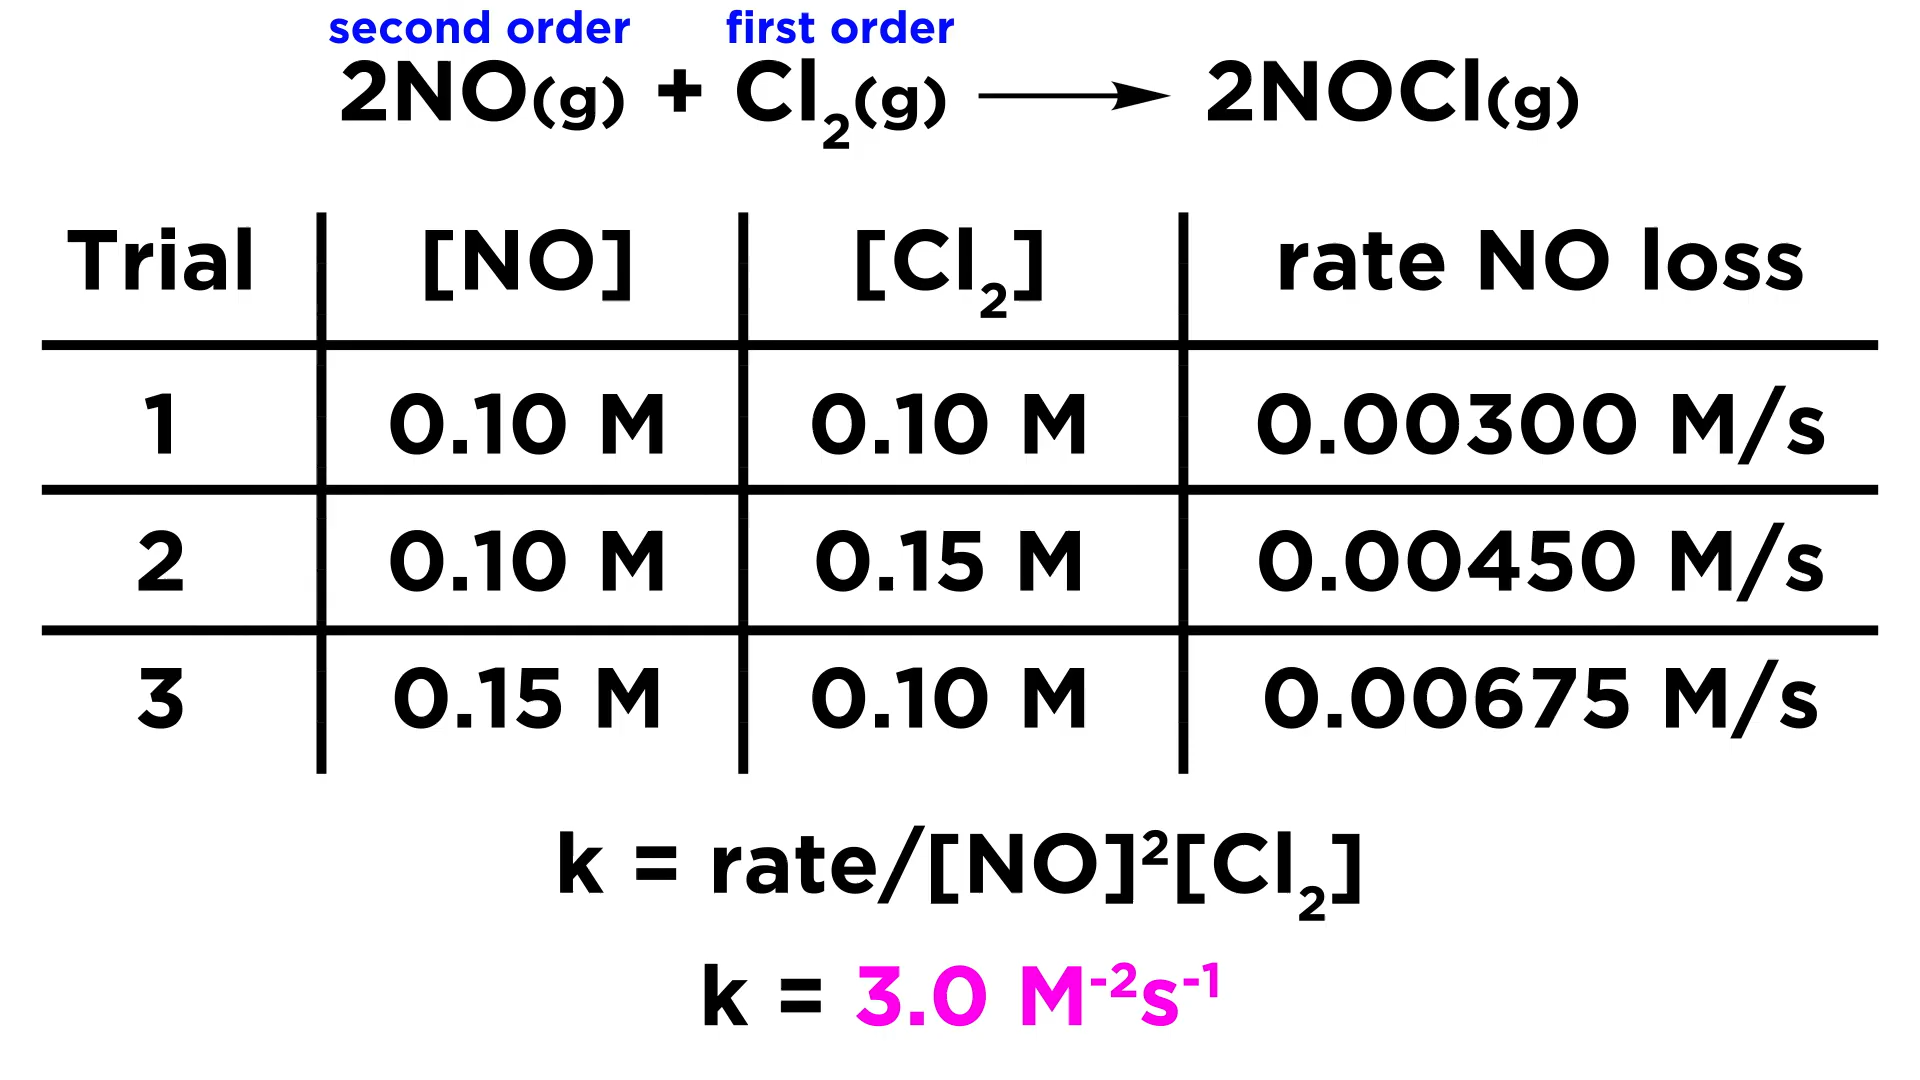 second order first order
2NO(g) + Cl₂(g) ⟶ 2NOCl(g)
Trial [NO] [Cl₂] rate NO loss
1 0.10 M 0.10 M 0.00300 M/s
2 0.10 M 0.15 M 0.00450 M/s
3 0.15 M 0.10 M 0.00675 M/s
k = rate/[NO]²[Cl₂]
k = 3.0 M⁻²s⁻¹